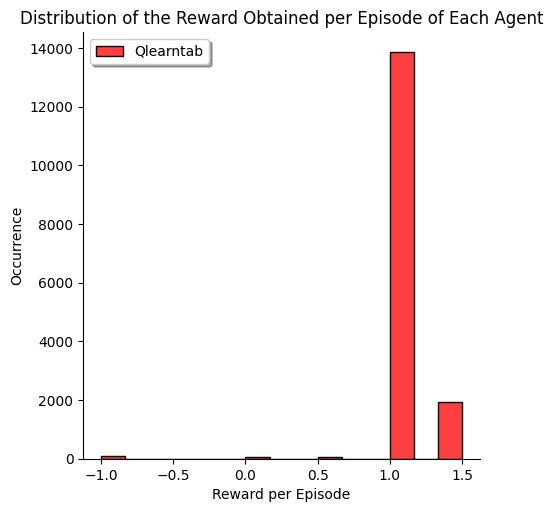 Distribution of the Reward Obtained per Episode of Each Agent
Qlearntab
14000
12000
10000
8000
6000
4000
2000
0
Occurrence
−1.0 −0.5 0.0 0.5 1.0 1.5
Reward per Episode